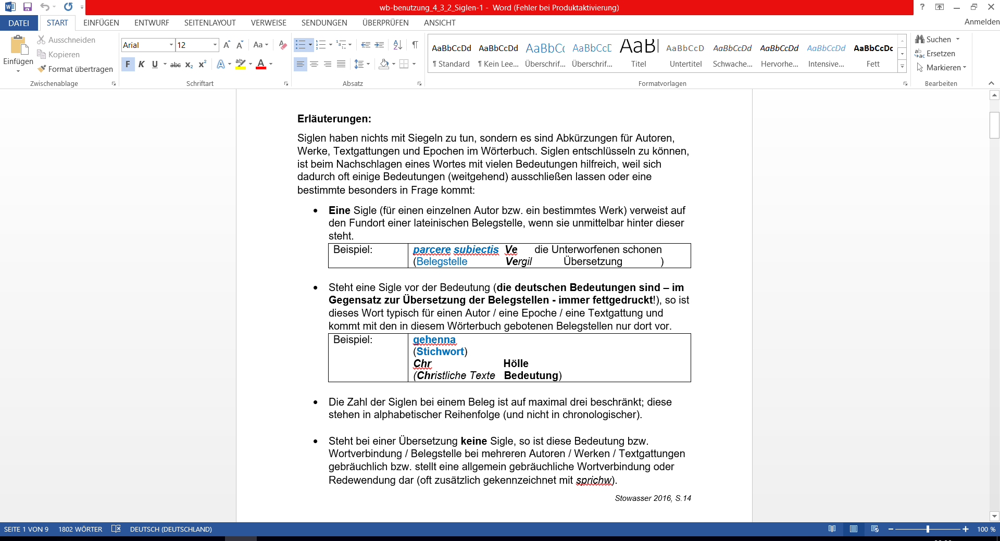 wb-benutzung_4_3_2_Siglen-1 - Word (Fehler bei Produktaktivierung)
DATEI START EINFÜGEN ENTWURF SEITENLAYOUT VERWEISE SENDUNGEN ÜBERPRÜFEN ANSICHT Anmelden
Einfügen
Ausschneiden
Kopieren
Format übertragen
Zwischenablage
Arial 12
F K U abc x₂ x²
Schriftart
Absatz
AaBbCcDd AaBbCcDd AaBbCc AaBbCcD AaBl AaBbCcD AaBbCcDd AaBbCcDd AaBbCcDd AaBbCcDc
¶ Standard ¶ Kein Lee... Überschrif... Überschrif... Titel Untertitel Schwache... Hervorhe... Intensive... Fett
Formatvorlagen
Suchen
Ersetzen
Markieren
Bearbeiten
Erläuterungen:
Siglen haben nichts mit Siegeln zu tun, sondern es sind Abkürzungen für Autoren,
Werke, Textgattungen und Epochen im Wörterbuch. Siglen entschlüsseln zu können,
ist beim Nachschlagen eines Wortes mit vielen Bedeutungen hilfreich, weil sich
dadurch oft einige Bedeutungen (weitgehend) ausschließen lassen oder eine
bestimmte besonders in Frage kommt:
• Eine Sigle (für einen einzelnen Autor bzw. ein bestimmtes Werk) verweist auf
den Fundort einer lateinischen Belegstelle, wenn sie unmittelbar hinter dieser
steht.
Beispiel: parcere subiectis Ve die Unterworfenen schonen
(Belegstelle Vergil Übersetzung )
• Steht eine Sigle vor der Bedeutung (die deutschen Bedeutungen sind – im
Gegensatz zur Übersetzung der Belegstellen - immer fettgedruckt!), so ist
dieses Wort typisch für einen Autor / eine Epoche / eine Textgattung und
kommt mit den in diesem Wörterbuch gebotenen Belegstellen nur dort vor.
Beispiel: gehenna
(Stichwort)
Chr Hölle
(Christliche Texte Bedeutung)
• Die Zahl der Siglen bei einem Beleg ist auf maximal drei beschränkt; diese
stehen in alphabetischer Reihenfolge (und nicht in chronologischer).
• Steht bei einer Übersetzung keine Sigle, so ist diese Bedeutung bzw.
Wortverbindung / Belegstelle bei mehreren Autoren / Werken / Textgattungen
gebräuchlich bzw. stellt eine allgemein gebräuchliche Wortverbindung oder
Redewendung dar (oft zusätzlich gekennzeichnet mit sprichw).
Stowasser 2016, S.14
SEITE 1 VON 9 1802 WÖRTER DEUTSCH (DEUTSCHLAND) 100 %